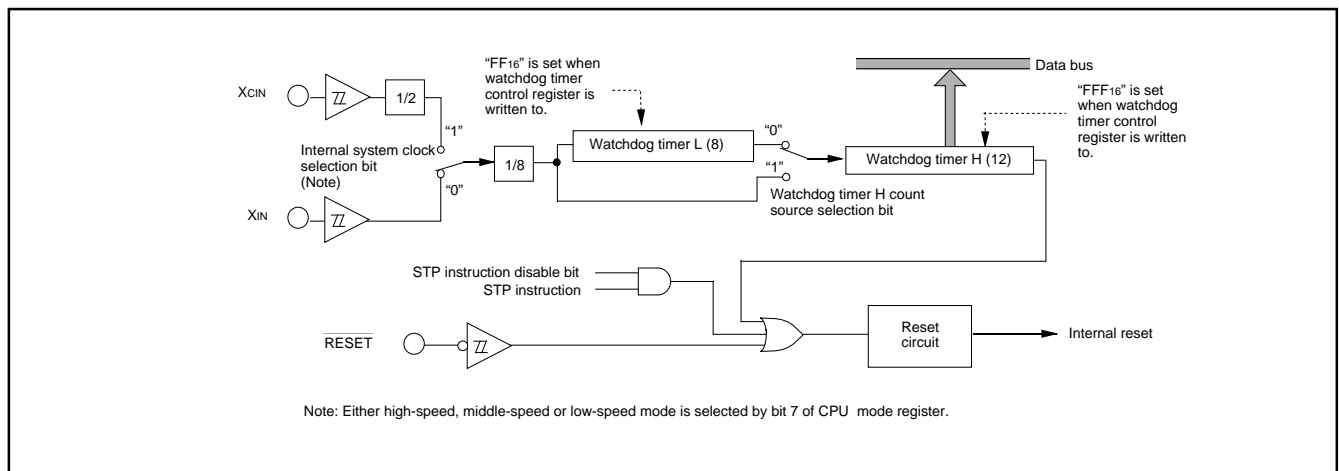 XCIN
1/2
"1"
Internal system clock
selection bit
(Note)
"0"
XIN
1/8
"FF16" is set when
watchdog timer
control register is
written to.
Watchdog timer L (8)
"0"
"1"
Watchdog timer H count
source selection bit
Data bus
"FFF16" is set
when watchdog
timer control
register is written
to.
Watchdog timer H (12)
STP instruction disable bit
STP instruction
RESET
Reset
circuit
Internal reset
Note: Either high-speed, middle-speed or low-speed mode is selected by bit 7 of CPU mode register.